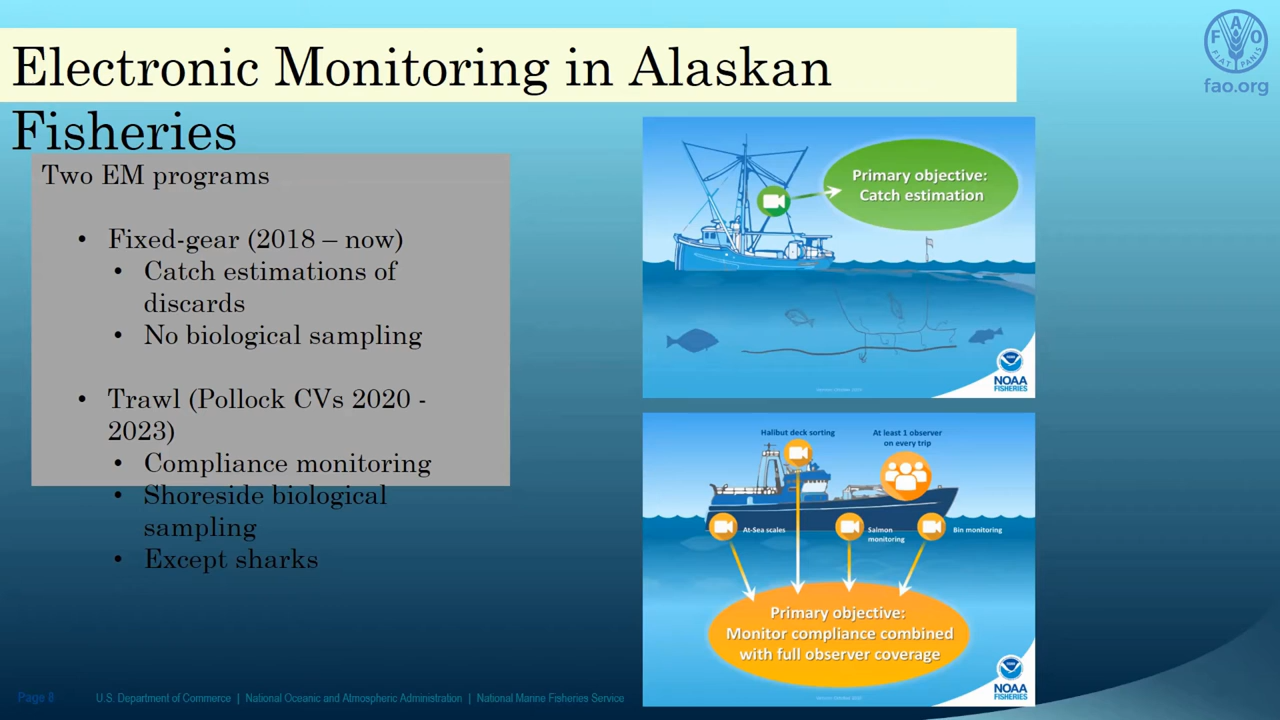 Electronic Monitoring in Alaskan
Fisheries
Two EM programs
• Fixed-gear (2018 – now)
• Catch estimations of
discards
• No biological sampling
• Trawl (Pollock CVs 2020 -
2023)
• Compliance monitoring
• Shoreside biological
sampling
• Except sharks
FAO
FIAT PANIS
fao.org
Primary objective:
Catch estimation
NOAA
FISHERIES
Halibut deck sorting
At least 1 observer
on every trip
At-Sea scales
Salmon
monitoring
Bin monitoring
Primary objective:
Monitor compliance combined
with full observer coverage
NOAA
FISHERIES
Page 8
U.S. Department of Commerce | National Oceanic and Atmospheric Administration | National Marine Fisheries Service